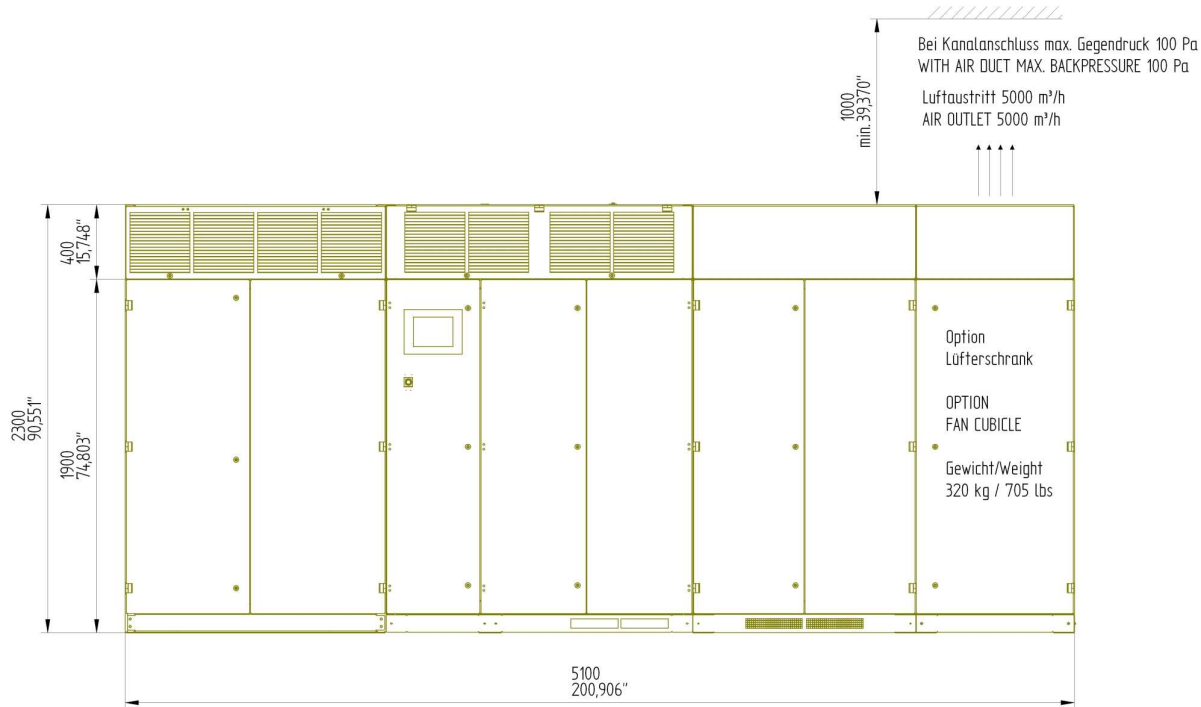 Bei Kanalanschluss max. Gegendruck 100 Pa
WITH AIR DUCT MAX. BACKPRESSURE 100 Pa
Luftaustritt 5000 m³/h
AIR OUTLET 5000 m³/h
1000
min.39,370"
400
15,748"
2300
90,551"
1900
74,803"
Option
Lüfterschrank
OPTION
FAN CUBICLE
Gewicht/Weight
320 kg / 705 lbs
5100
200,906"